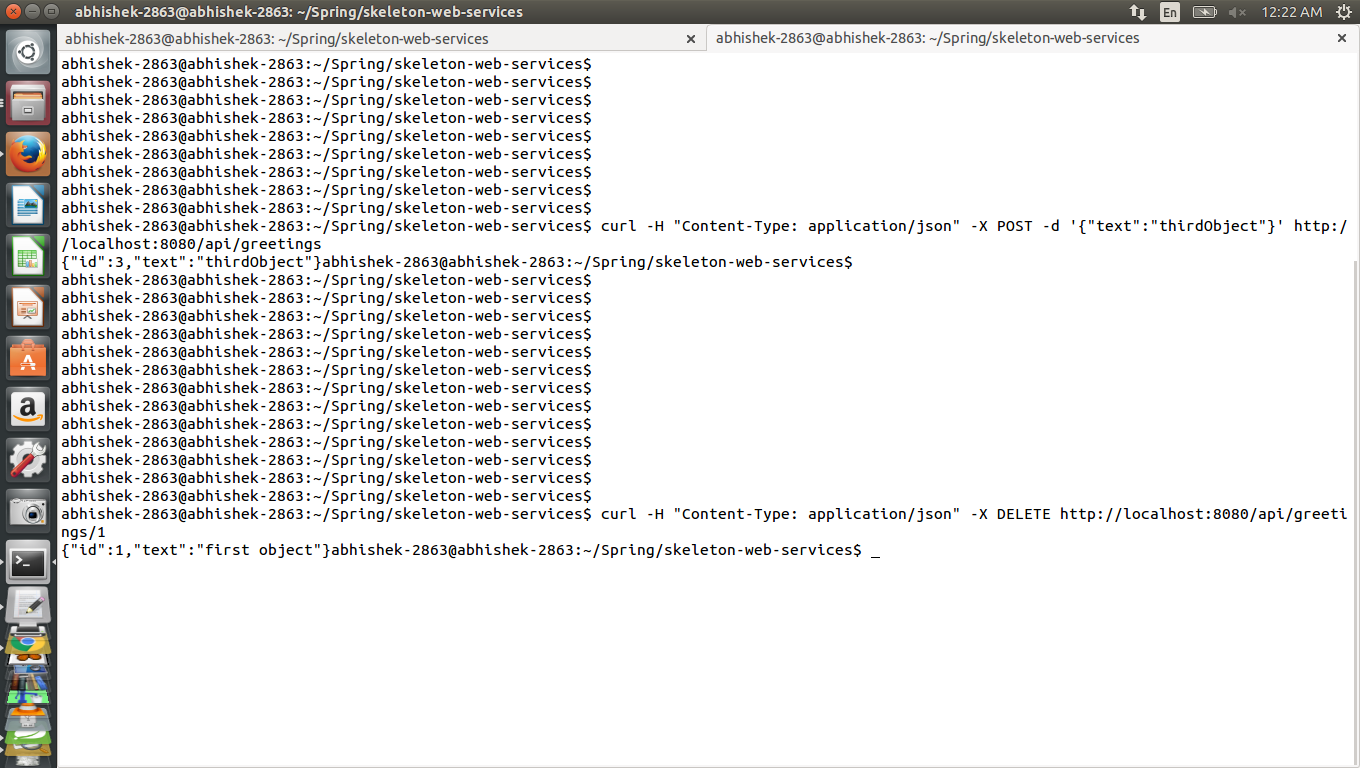 abhishek-2863@abhishek-2863: ~/Spring/skeleton-web-services
En
12:22 AM
abhishek-2863@abhishek-2863: ~/Spring/skeleton-web-services ×
abhishek-2863@abhishek-2863: ~/Spring/skeleton-web-services ×
abhishek-2863@abhishek-2863:~/Spring/skeleton-web-services$
abhishek-2863@abhishek-2863:~/Spring/skeleton-web-services$
abhishek-2863@abhishek-2863:~/Spring/skeleton-web-services$
abhishek-2863@abhishek-2863:~/Spring/skeleton-web-services$
abhishek-2863@abhishek-2863:~/Spring/skeleton-web-services$
abhishek-2863@abhishek-2863:~/Spring/skeleton-web-services$
abhishek-2863@abhishek-2863:~/Spring/skeleton-web-services$
abhishek-2863@abhishek-2863:~/Spring/skeleton-web-services$
abhishek-2863@abhishek-2863:~/Spring/skeleton-web-services$
abhishek-2863@abhishek-2863:~/Spring/skeleton-web-services$ curl -H "Content-Type: application/json" -X POST -d '{"text":"thirdObject"}' http:/
/localhost:8080/api/greetings
{"id":3,"text":"thirdObject"}abhishek-2863@abhishek-2863:~/Spring/skeleton-web-services$
abhishek-2863@abhishek-2863:~/Spring/skeleton-web-services$
abhishek-2863@abhishek-2863:~/Spring/skeleton-web-services$
abhishek-2863@abhishek-2863:~/Spring/skeleton-web-services$
abhishek-2863@abhishek-2863:~/Spring/skeleton-web-services$
abhishek-2863@abhishek-2863:~/Spring/skeleton-web-services$
abhishek-2863@abhishek-2863:~/Spring/skeleton-web-services$
abhishek-2863@abhishek-2863:~/Spring/skeleton-web-services$
abhishek-2863@abhishek-2863:~/Spring/skeleton-web-services$
abhishek-2863@abhishek-2863:~/Spring/skeleton-web-services$
abhishek-2863@abhishek-2863:~/Spring/skeleton-web-services$
abhishek-2863@abhishek-2863:~/Spring/skeleton-web-services$
abhishek-2863@abhishek-2863:~/Spring/skeleton-web-services$
abhishek-2863@abhishek-2863:~/Spring/skeleton-web-services$
abhishek-2863@abhishek-2863:~/Spring/skeleton-web-services$ curl -H "Content-Type: application/json" -X DELETE http://localhost:8080/api/greeti
ngs/1
{"id":1,"text":"first object"}abhishek-2863@abhishek-2863:~/Spring/skeleton-web-services$ _